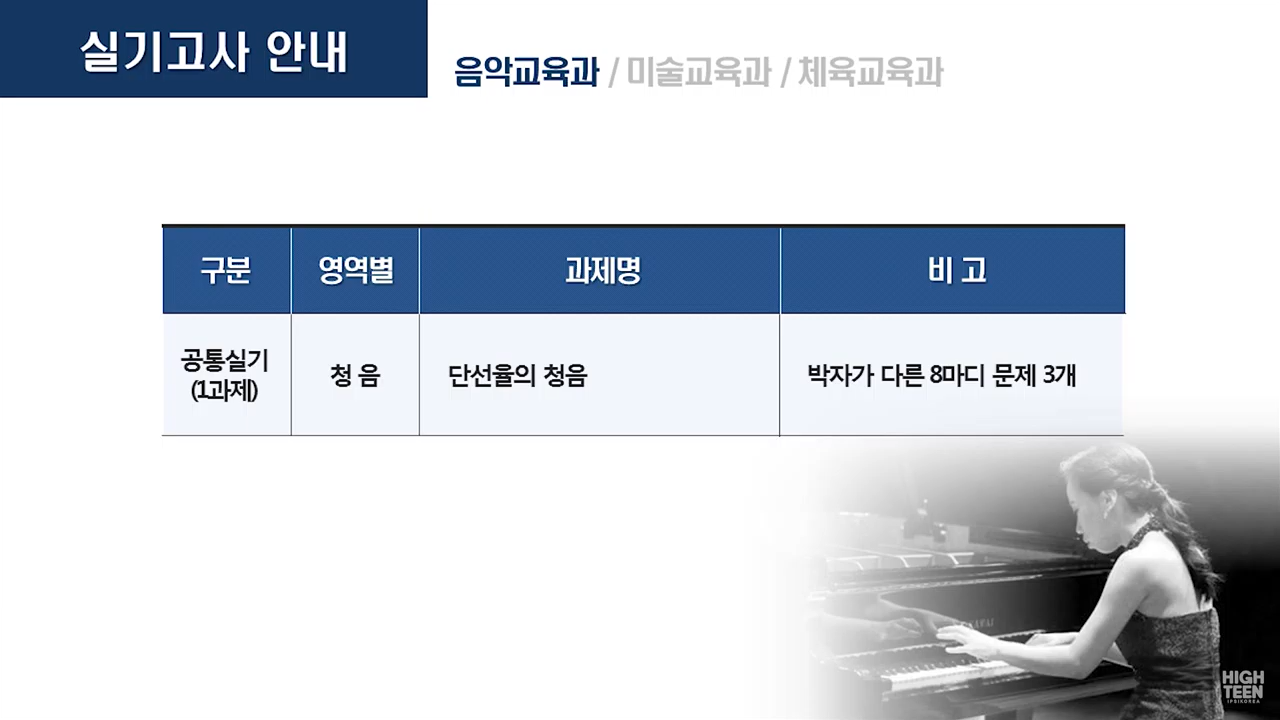 실기고사 안내
음악교육과 / 미술교육과 / 체육교육과
구분 영역별 과제명 비 고
공통실기
(1과제)
청 음
단선율의 청음
박자가 다른 8마디 문제 3개
HIGH
TEEN
IPSIKOREA